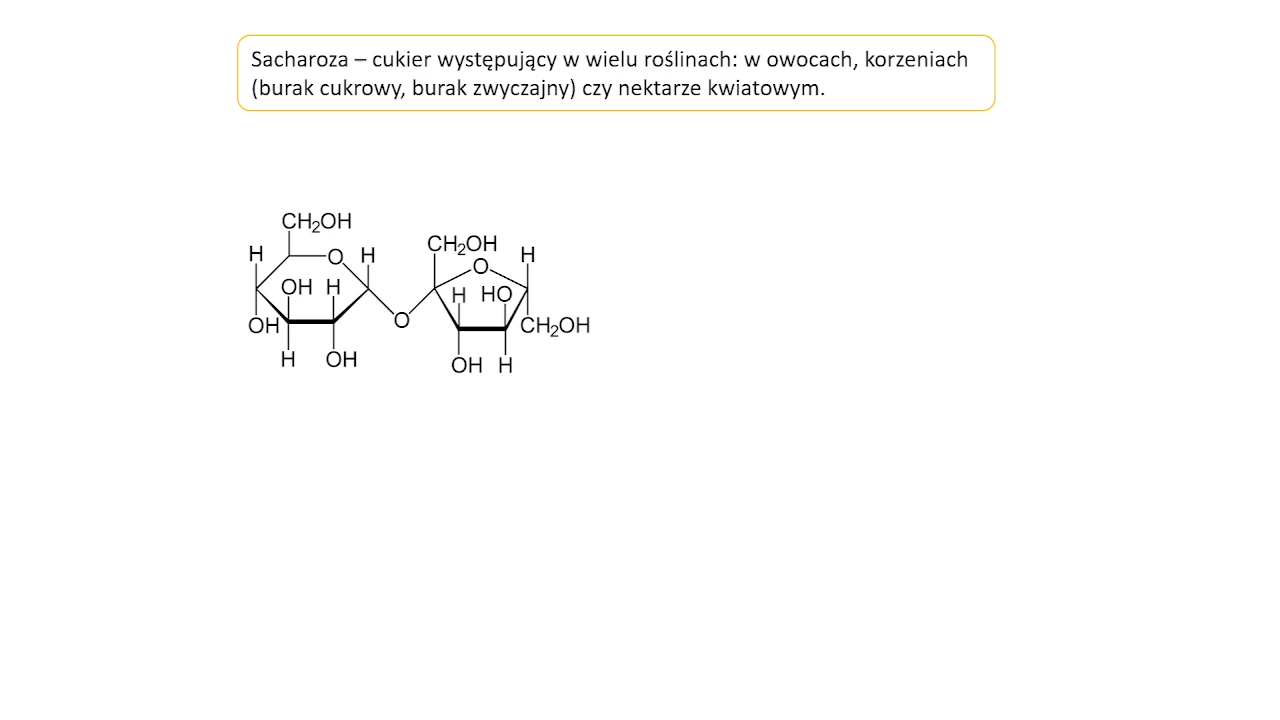 Sacharoza – cukier występujący w wielu roślinach: w owocach, korzeniach
(burak cukrowy, burak zwyczajny) czy nektarze kwiatowym.
CH₂OH
CH₂OH
H O H H
O
OH H H HO
OH O CH₂OH
H OH OH H